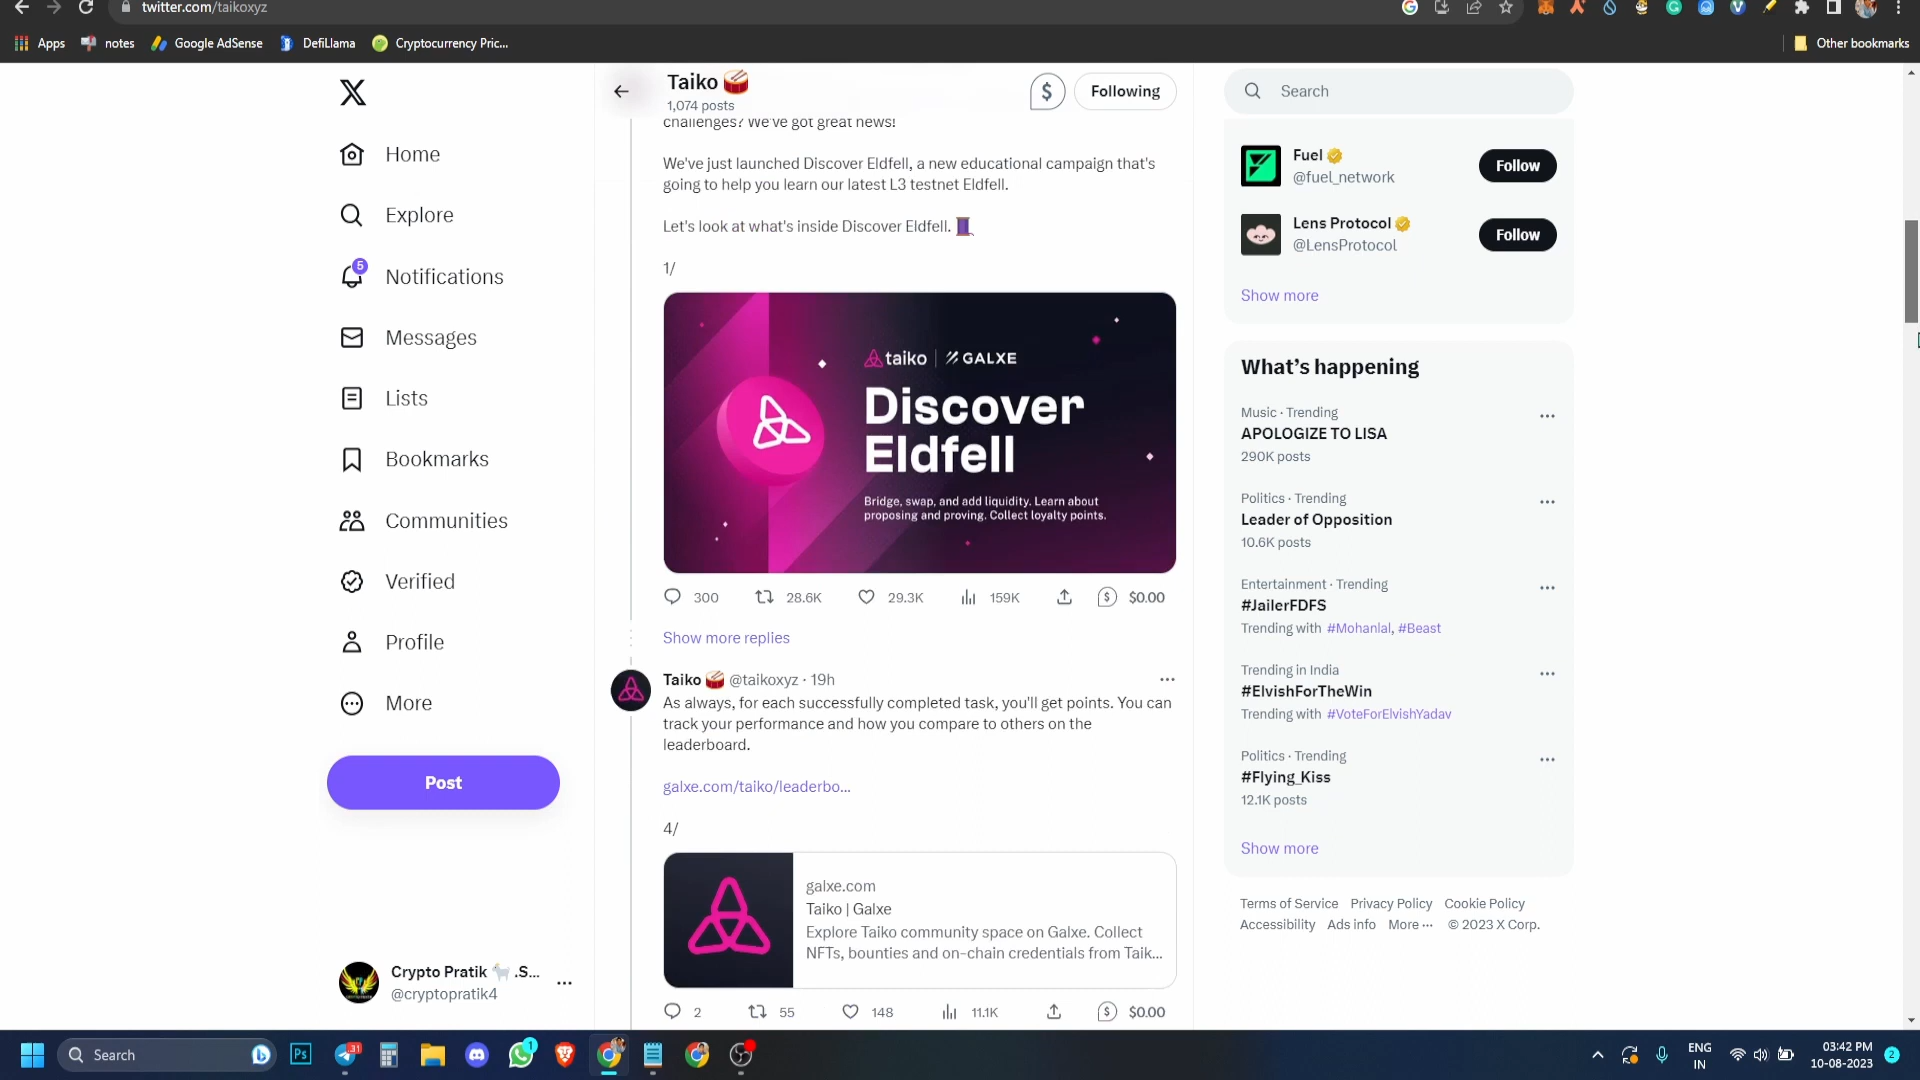 twitter.com/taikoxyz
Apps
notes
Google AdSense
DefiLlama
Cryptocurrency Pric...
Other bookmarks
Home
Explore
5
Notifications
Messages
Lists
Bookmarks
Communities
Verified
Profile
More
Post
Crypto Pratik 🐐 .S...
@cryptopratik4
Taiko 🥁
1,074 posts
Following
challenges? We've got great news!
We've just launched Discover Eldfell, a new educational campaign that's
going to help you learn our latest L3 testnet Eldfell.
Let's look at what's inside Discover Eldfell. 🧵
1/
taiko | GALXE
Discover
Eldfell
Bridge, swap, and add liquidity. Learn about
proposing and proving. Collect loyalty points.
300 28.6K 29.3K 159K $0.00
Show more replies
Taiko 🥁 @taikoxyz · 19h
As always, for each successfully completed task, you'll get points. You can
track your performance and how you compare to others on the
leaderboard.
galxe.com/taiko/leaderbo...
4/
galxe.com
Taiko | Galxe
Explore Taiko community space on Galxe. Collect
NFTs, bounties and on-chain credentials from Taik...
2 55 148 11.1K $0.00
Search
Fuel
@fuel_network
Follow
Lens Protocol
@LensProtocol
Follow
Show more
What's happening
Music · Trending
APOLOGIZE TO LISA
290K posts
Politics · Trending
Leader of Opposition
10.6K posts
Entertainment · Trending
#JailerFDFS
Trending with #Mohanlal, #Beast
Trending in India
#ElvishForTheWin
Trending with #VoteForElvishYadav
Politics · Trending
#Flying_Kiss
12.1K posts
Show more
Terms of Service Privacy Policy Cookie Policy
Accessibility Ads info More ··· © 2023 X Corp.
Search
Ps
31
1
ENG
IN
03:42 PM
10-08-2023
2